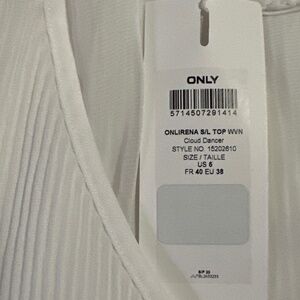 ONLY
5714507291414
ONLIRENA S/L TOP WVN
Cloud Dancer
STYLE NO. 15202610
SIZE / TAILLE
US 6
FR 40 EU 38